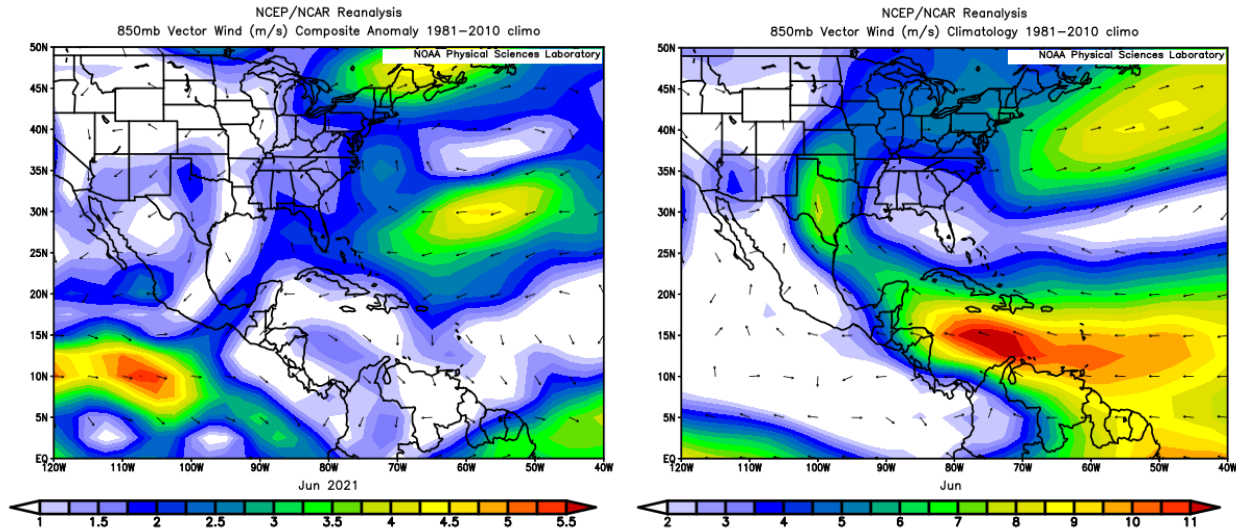 NCEP/NCAR Reanalysis
850mb Vector Wind (m/s) Composite Anomaly 1981-2010 climo
NOAA Physical Sciences Laboratory
50N
45N
40N
35N
30N
25N
20N
15N
10N
5N
EQ
120W 110W 100W 90W 80W 70W 60W 50W 40W
Jun 2021
1 1.5 2 2.5 3 3.5 4 4.5 5 5.5
NCEP/NCAR Reanalysis
850mb Vector Wind (m/s) Climatology 1981-2010 climo
NOAA Physical Sciences Laboratory
50N
45N
40N
35N
30N
25N
20N
15N
10N
5N
EQ
120W 110W 100W 90W 80W 70W 60W 50W 40W
Jun
2 3 4 5 6 7 8 9 10 11